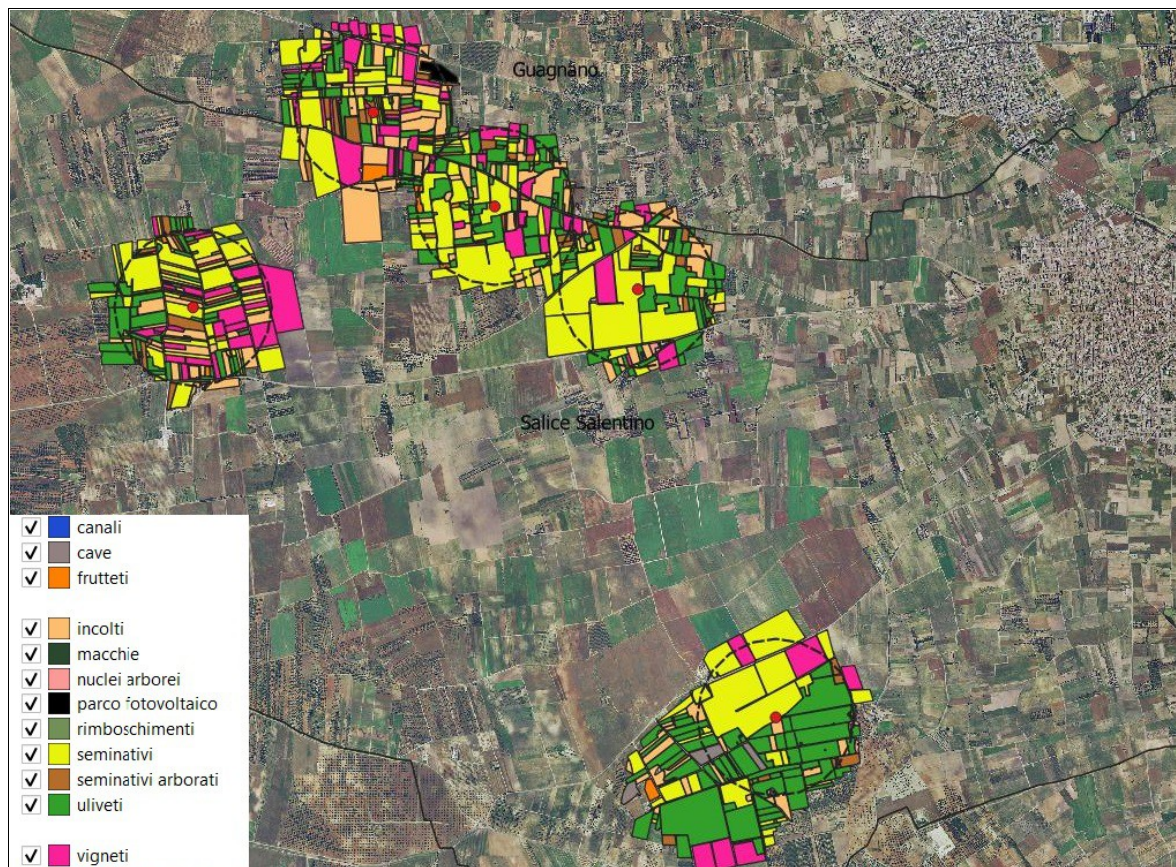 Guagnano
Salice Salentino
canali
cave
frutteti
incolti
macchie
nuclei arborei
parco fotovoltaico
rimboschimenti
seminativi
seminativi arborati
uliveti
vigneti